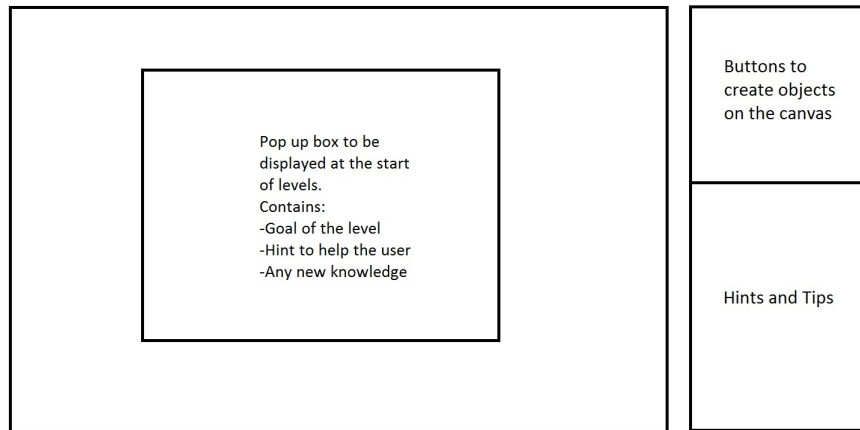 Pop up box to be
displayed at the start
of levels.
Contains:
-Goal of the level
-Hint to help the user
-Any new knowledge
Buttons to
create objects
on the canvas
Hints and Tips